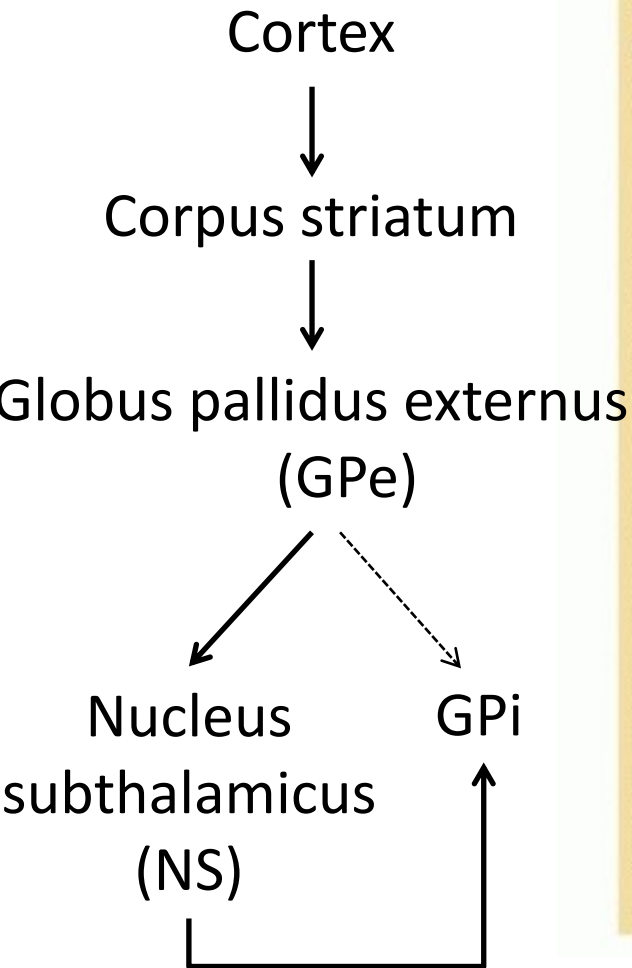 Cortex
Corpus striatum
Globus pallidus externus
(GPe)
Nucleus
subthalamicus
(NS)
GPi